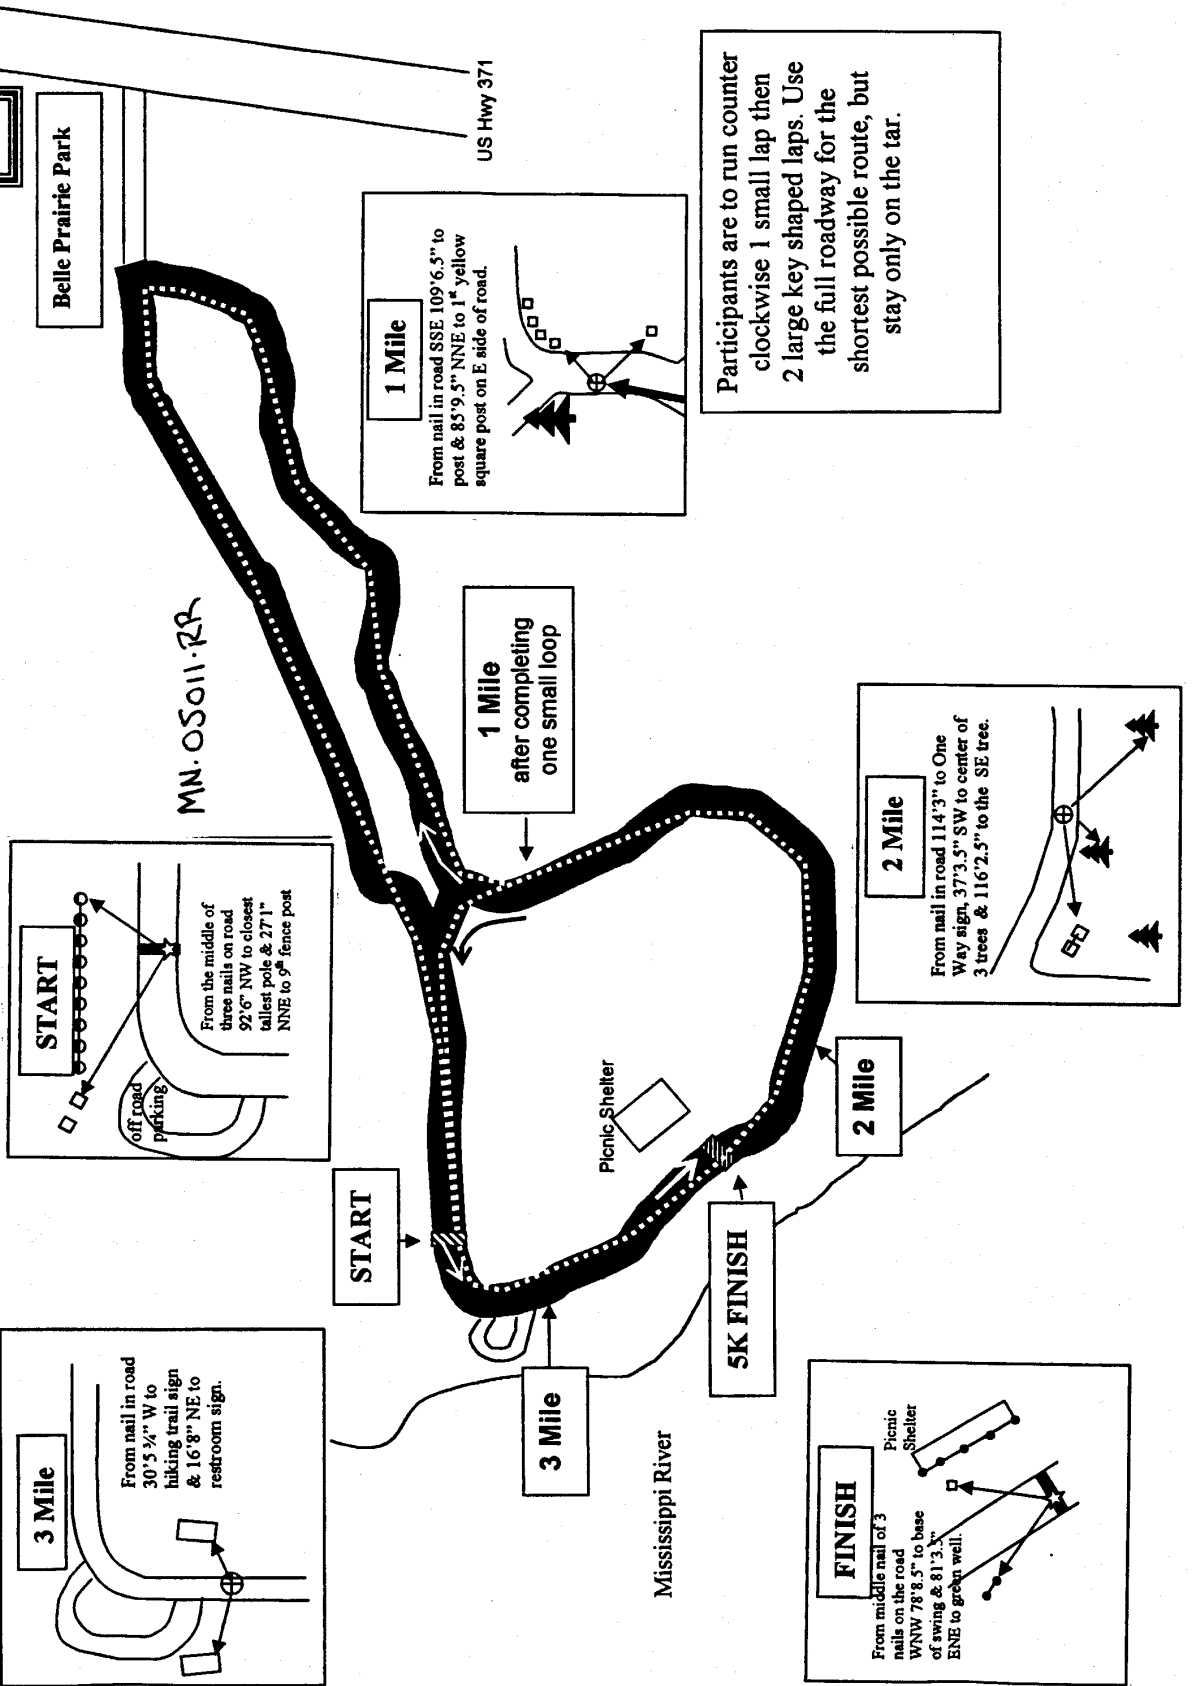 Belle Prairie Park
US Hwy 371
MN.05011.RR
3 Mile
From nail in road
30'5 ¾" W to
hiking trail sign
& 16'8" NE to
restroom sign.
START
off road
parking
From the middle of
three nails on road
92'6" NW to closest
tallest pole & 27'1"
NNE to 9th fence post
START
1 Mile
From nail in road SSE 109'6.5" to
post & 85'9.5" NNE to 1st yellow
square post on E side of road.
1 Mile
after completing
one small loop
Picnic Shelter
3 Mile
5K FINISH
2 Mile
Mississippi River
Participants are to run counter
clockwise 1 small lap then
2 large key shaped laps. Use
the full roadway for the
shortest possible route, but
stay only on the tar.
FINISH
Picnic
Shelter
From middle nail of 3
nails on the road
WNW 78'8.5" to base
of swing & 81'3.5"
ENE to green well.
2 Mile
From nail in road 114'3" to One
Way sign, 37'3.5" SW to center of
3 trees & 116'2.5" to the SE tree.